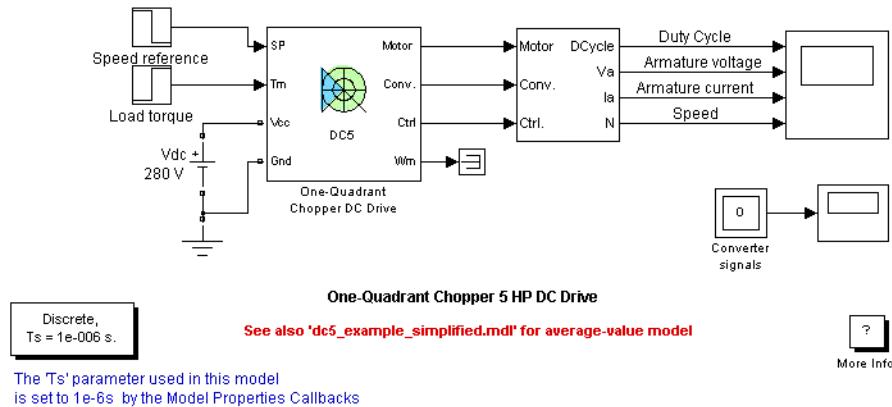 Speed reference
Load torque
Vdc +
280 V
SP
Tm
Vcc
Gnd
Motor
Conv.
Ctrl
Wm
DC5
One-Quadrant
Chopper DC Drive
Motor
Conv.
Ctrl.
DCycle
Va
Ia
N
Duty Cycle
Armature voltage
Armature current
Speed
0
Converter
signals
One-Quadrant Chopper 5 HP DC Drive
See also 'dc5_example_simplified.mdl' for average-value model
Discrete,
Ts = 1e-006 s.
The 'Ts' parameter used in this model
is set to 1e-6s by the Model Properties Callbacks
?
More Info